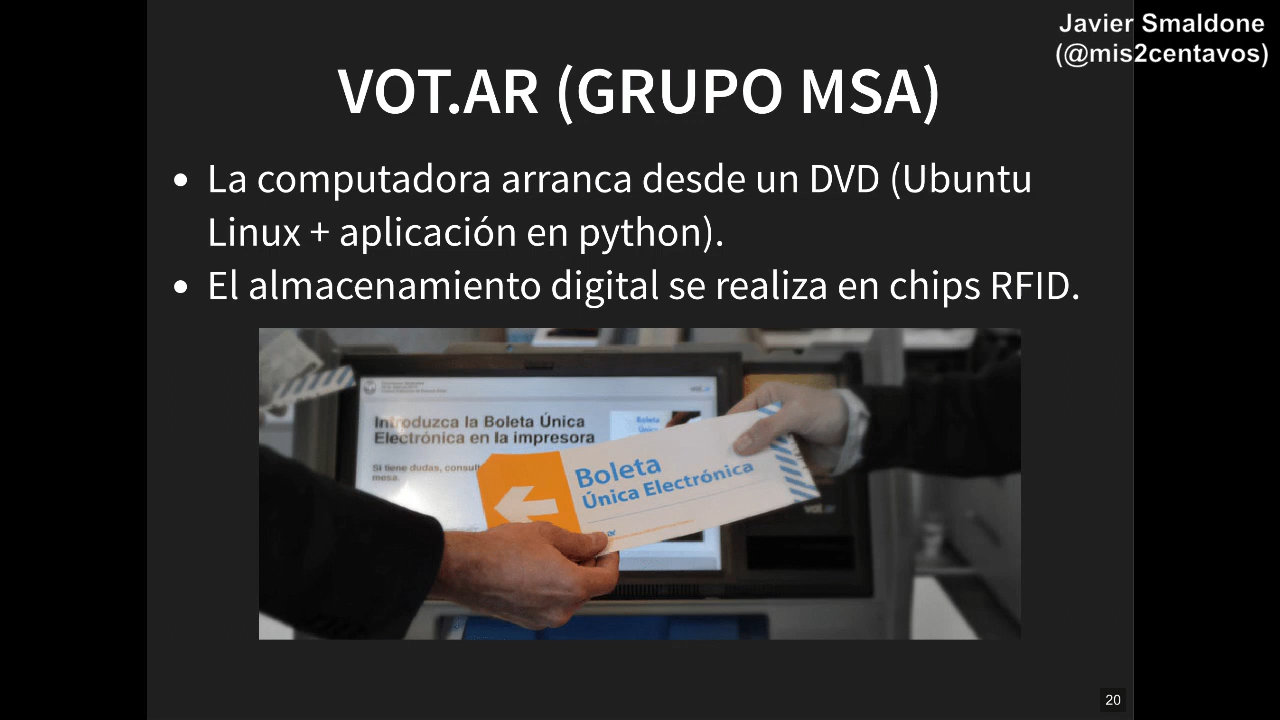 Javier Smaldone
(@mis2centavos)
VOT.AR (GRUPO MSA)
• La computadora arranca desde un DVD (Ubuntu
Linux + aplicación en python).
• El almacenamiento digital se realiza en chips RFID.
Introduzca la Boleta Única
Electrónica en la impresora
Si tiene dudas, consult
mesa.
Boleta
Única
Boleta
Única Electrónica
vot.ar
20